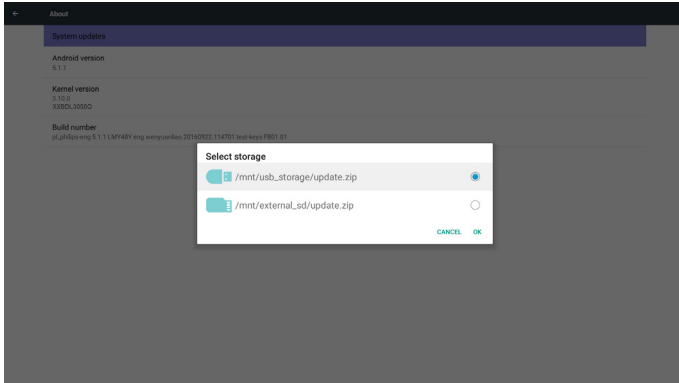 About
System updates
Android version
5.1.1
Kernel version
3.10.0
Build number
Select storage
/mnt/usb_storage/update.zip
/mnt/external_sd/update.zip
CANCEL OK